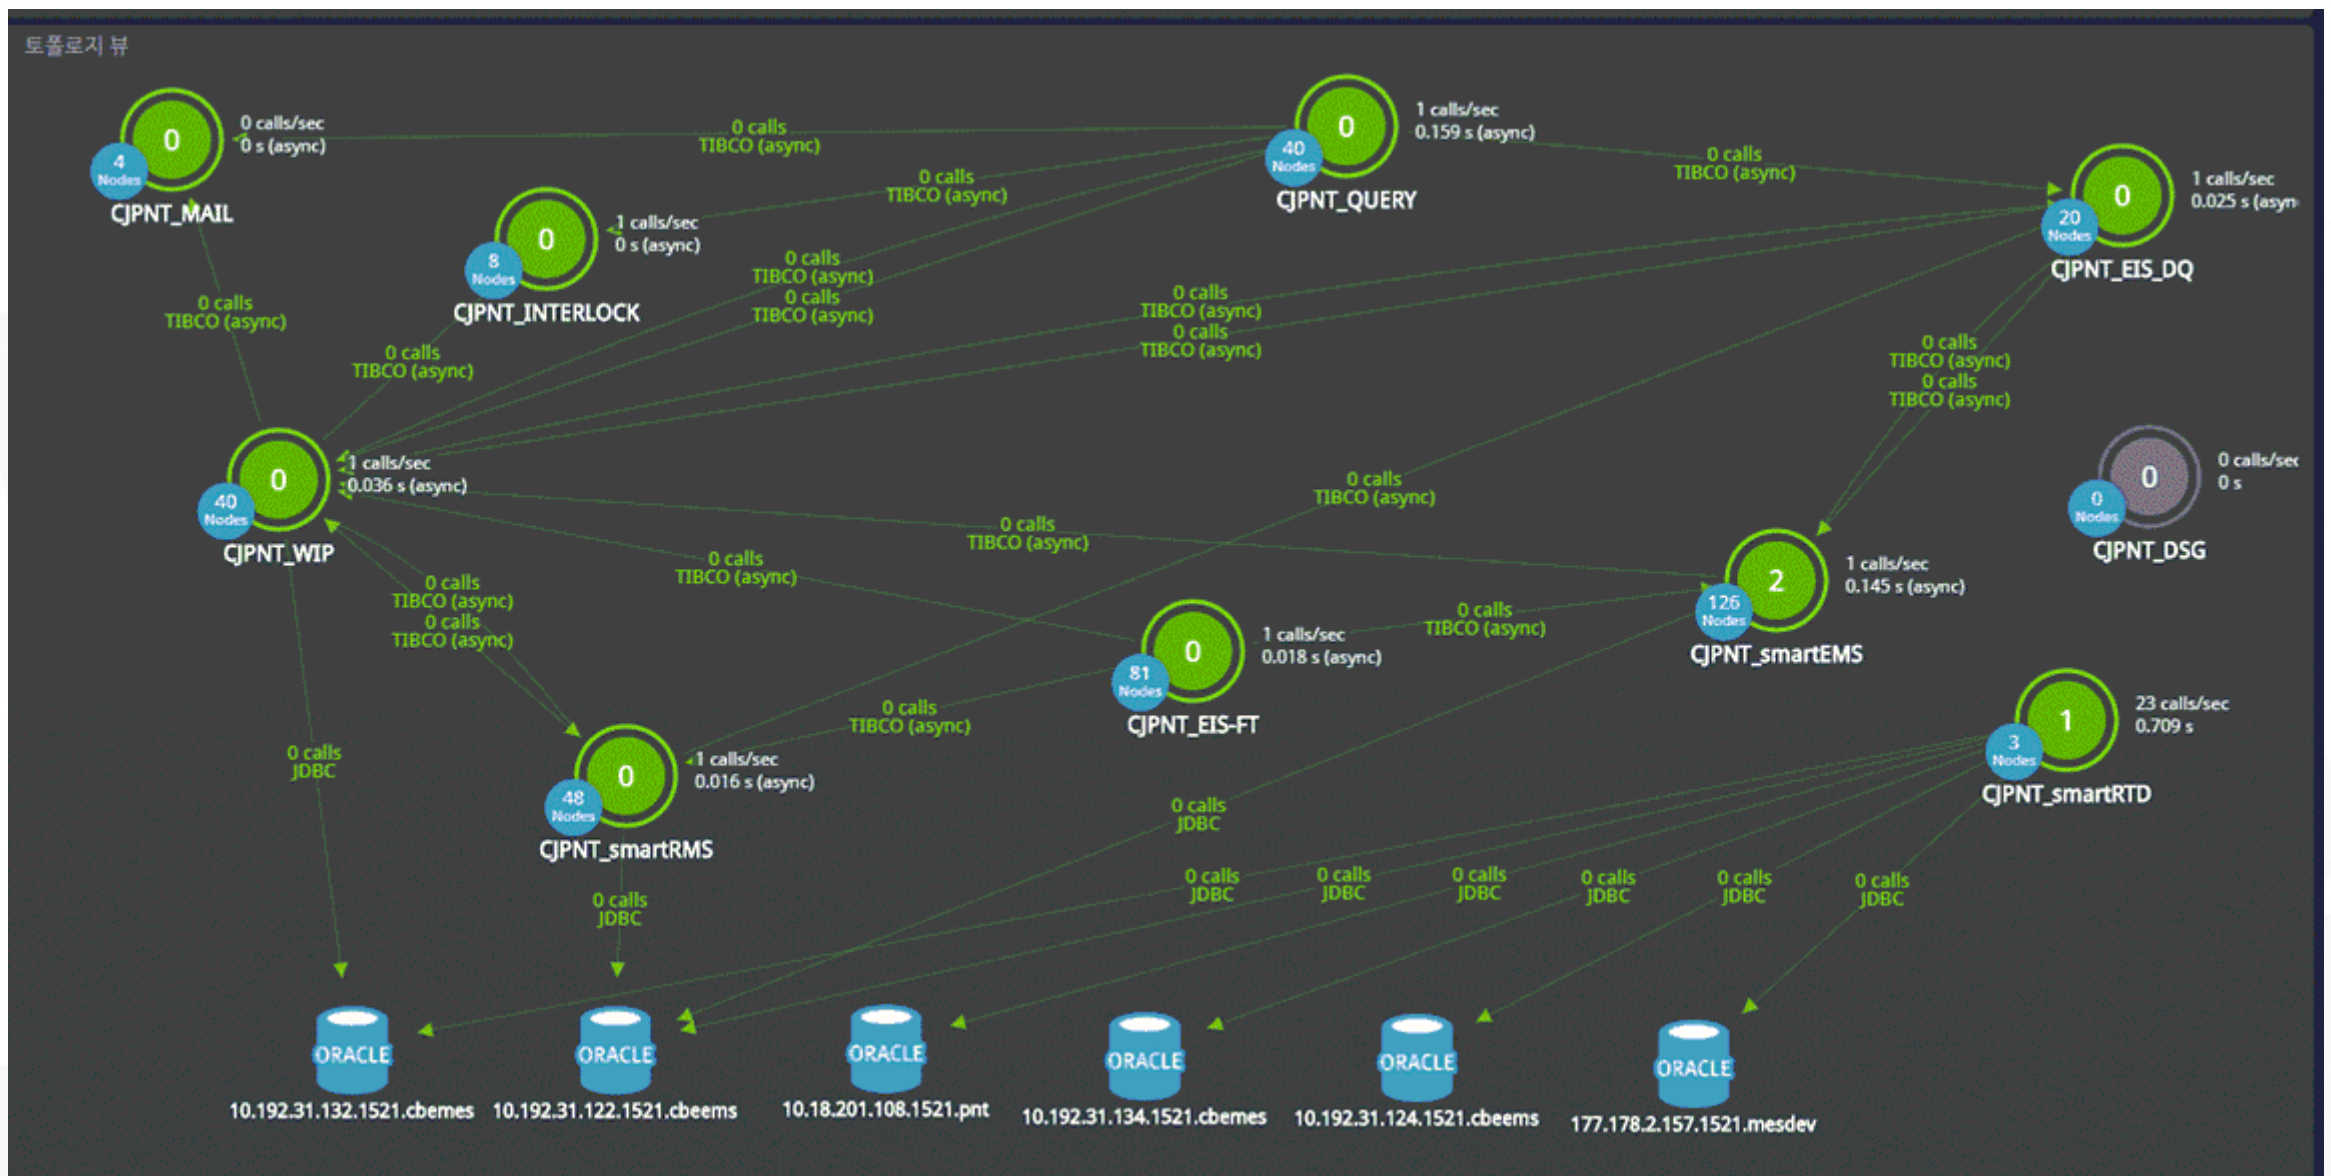 토폴로지 뷰
0
4
Nodes
0 calls/sec
0 s (async)
CJPNT_MAIL
0 calls
TIBCO (async)
0
40
Nodes
1 calls/sec
0.159 s (async)
CJPNT_QUERY
0 calls
TIBCO (async)
0
20
Nodes
1 calls/sec
0.025 s (asyn
CJPNT_EIS_DQ
0 calls
TIBCO (async)
0
8
Nodes
1 calls/sec
0 s (async)
CJPNT_INTERLOCK
0 calls
TIBCO (async)
0 calls
TIBCO (async)
0 calls
TIBCO (async)
0 calls
TIBCO (async)
0 calls
TIBCO (async)
0 calls
TIBCO (async)
0 calls
TIBCO (async)
0 calls
TIBCO (async)
0
40
Nodes
1 calls/sec
0.036 s (async)
CJPNT_WIP
0 calls
TIBCO (async)
0
0
Nodes
0 calls/sec
0 s
CJPNT_DSG
0 calls
TIBCO (async)
0 calls
TIBCO (async)
2
126
Nodes
1 calls/sec
0.145 s (async)
CJPNT_smartEMS
0 calls
TIBCO (async)
0 calls
TIBCO (async)
0
81
Nodes
1 calls/sec
0.018 s (async)
CJPNT_EIS-FT
0 calls
TIBCO (async)
0 calls
TIBCO (async)
1
3
Nodes
23 calls/sec
0.709 s
CJPNT_smartRTD
0 calls
JDBC
0
48
Nodes
1 calls/sec
0.016 s (async)
CJPNT_smartRMS
0 calls
JDBC
0 calls
JDBC
0 calls
JDBC
0 calls
JDBC
0 calls
JDBC
0 calls
JDBC
0 calls
JDBC
0 calls
JDBC
ORACLE
10.192.31.132.1521.cbemes
ORACLE
10.192.31.122.1521.cbeems
ORACLE
10.18.201.108.1521.pnt
ORACLE
10.192.31.134.1521.cbemes
ORACLE
10.192.31.124.1521.cbeems
ORACLE
177.178.2.157.1521.mesdev